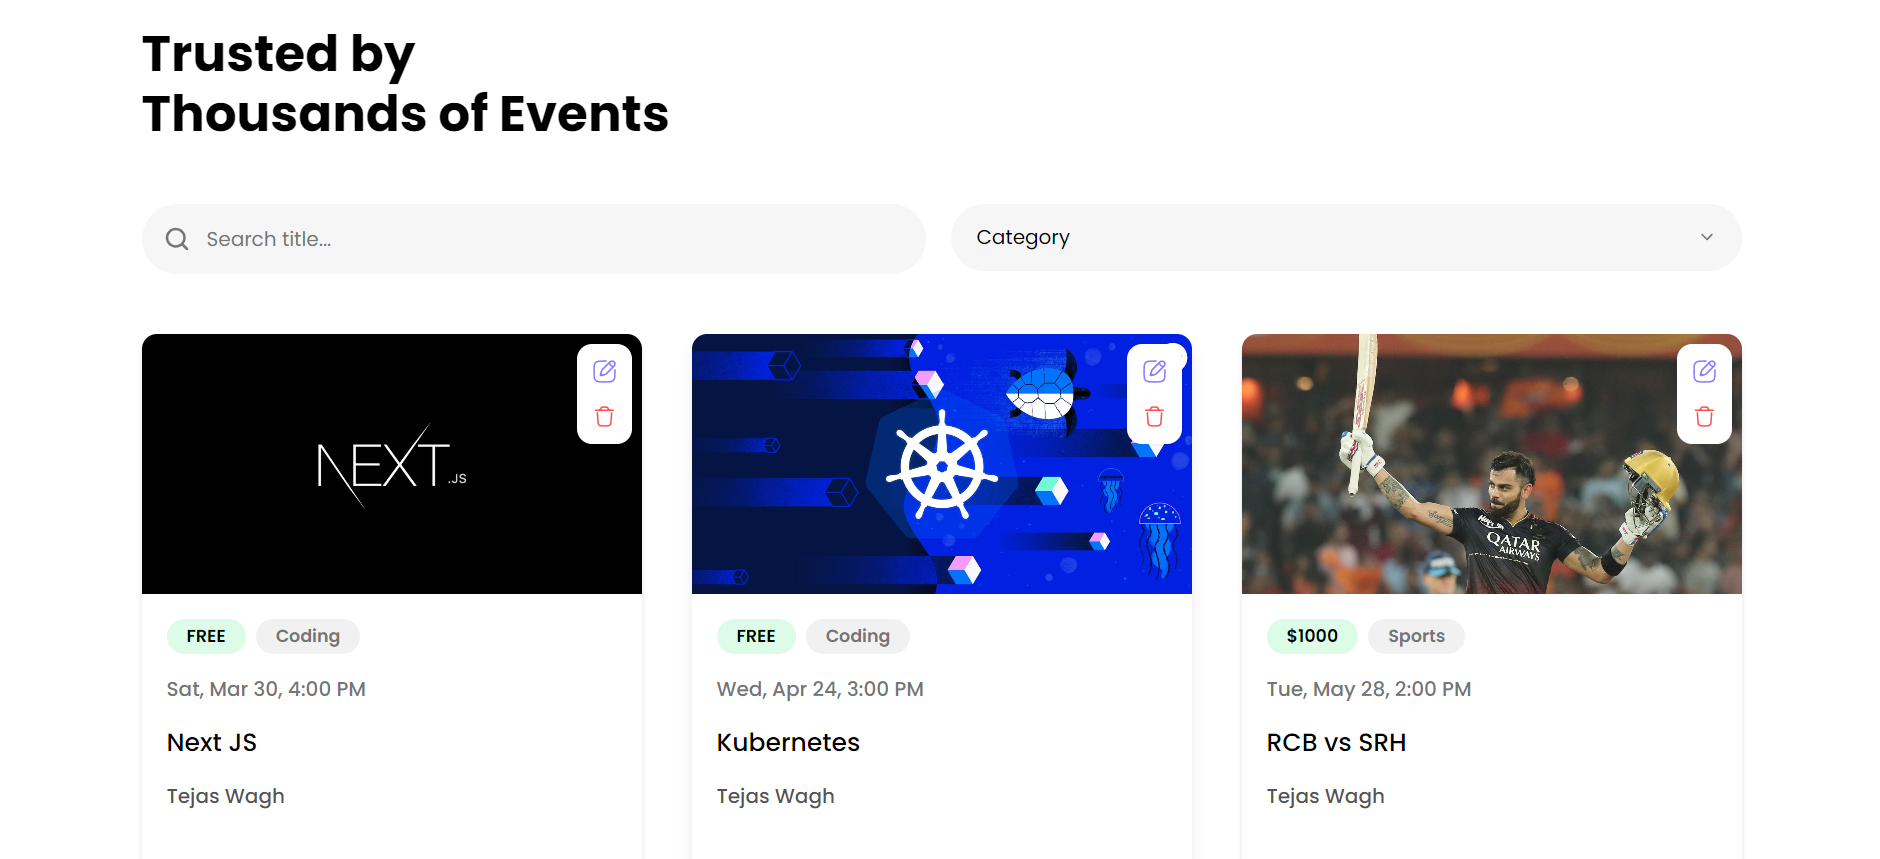 Trusted by
Thousands of Events
Search title...
Category
NEXT.JS
FREE Coding
Sat, Mar 30, 4:00 PM
Next JS
Tejas Wagh
FREE Coding
Wed, Apr 24, 3:00 PM
Kubernetes
Tejas Wagh
QATAR
AIRWAYS
$1000 Sports
Tue, May 28, 2:00 PM
RCB vs SRH
Tejas Wagh